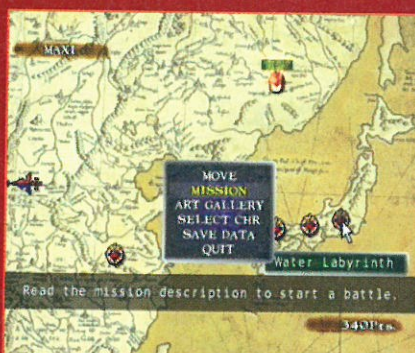 MAXI
MOVE
MISSION
ART GALLERY
SELECT CHR.
SAVE DATA
QUIT
Water Labyrinth
Read the mission description to start a battle.
340Pts.